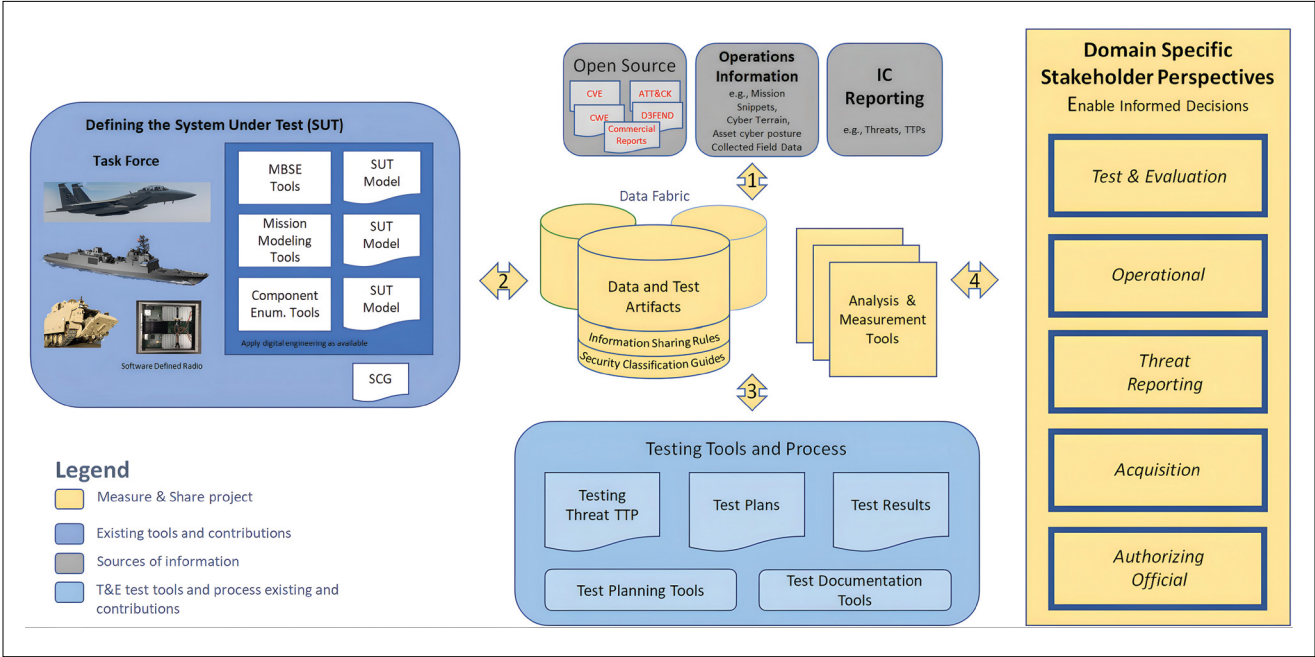 Defining the System Under Test (SUT)
Task Force
Software Defined Radio
MBSE
Tools
SUT
Model
Mission
Modeling
Tools
SUT
Model
Component
Enum. Tools
SUT
Model
Apply digital engineering as available
SCG
Open Source
CVE
ATT&CK
CWE
D3FEND
Commercial
Reports
Operations
Information
e.g., Mission
Snippets,
Cyber Terrain,
Asset cyber posture
Collected Field Data
IC
Reporting
e.g., Threats, TTPs
1
Data Fabric
2
Data and Test
Artifacts
Information Sharing Rules
Security Classification Guides
Analysis &
Measurement
Tools
4
3
Testing Tools and Process
Testing
Threat TTP
Test Plans
Test Results
Test Planning Tools
Test Documentation
Tools
Domain Specific
Stakeholder Perspectives
Enable Informed Decisions
Test & Evaluation
Operational
Threat
Reporting
Acquisition
Authorizing
Official
Legend
Measure & Share project
Existing tools and contributions
Sources of information
T&E test tools and process existing and
contributions